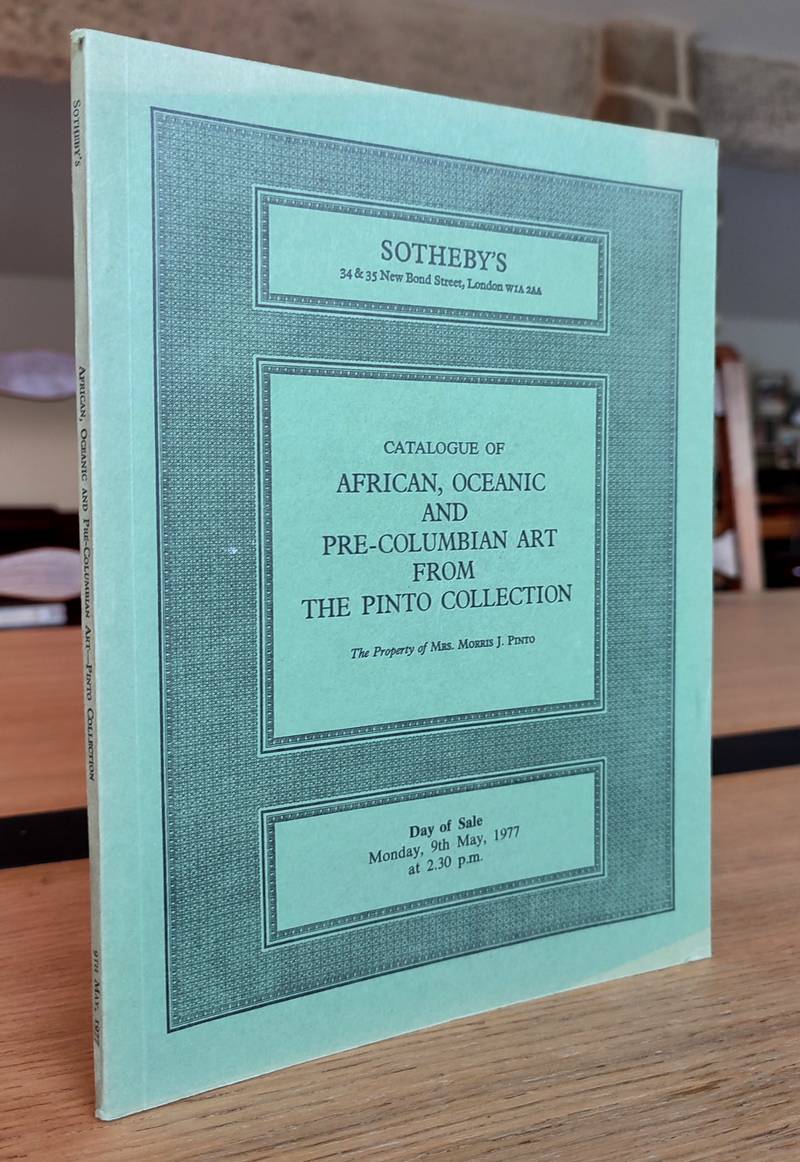 SOTHEBY'S
34 & 35 New Bond Street, London W1A 2AA
CATALOGUE OF
AFRICAN, OCEANIC
AND
PRE-COLUMBIAN ART
FROM
THE PINTO COLLECTION
The Property of MRS. MORRIS J. PINTO
Day of Sale
Monday, 9th May, 1977
at 2.30 p.m.
SOTHEBY'S
AFRICAN, OCEANIC AND PRE-COLUMBIAN ART—PINTO COLLECTION
9TH MAY, 1977